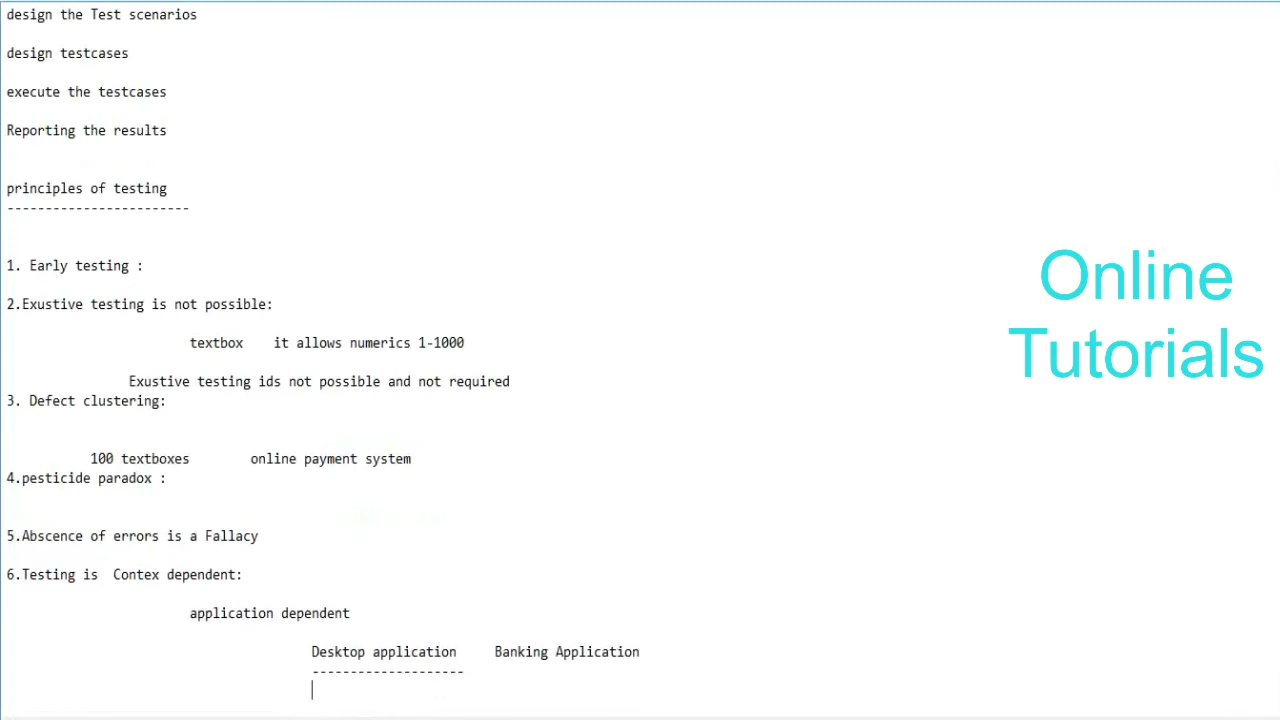 design the Test scenarios
design testcases
execute the testcases
Reporting the results
principles of testing
------------------------
1. Early testing :
2.Exustive testing is not possible:
textbox    it allows numerics 1-1000
Exustive testing ids not possible and not required
3. Defect clustering:
100 textboxes        online payment system
4.pesticide paradox :
5.Abscence of errors is a Fallacy
6.Testing is  Contex dependent:
application dependent
Desktop application     Banking Application
--------------------
Online
Tutorials